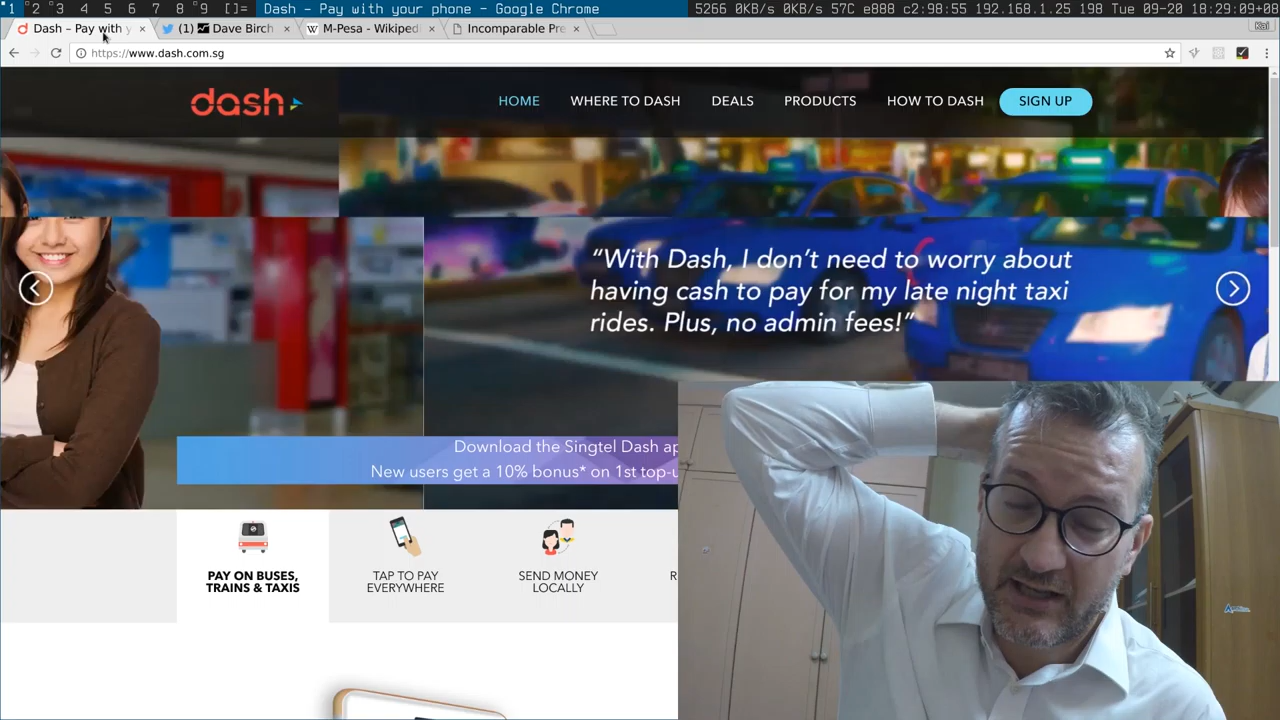 1 2 3 4 5 6 7 8 9 []= Dash – Pay with your phone – Google Chrome 5266 0KB/s 0KB/s 57C e888 c2:98:55 192.168.1.25 198 Tue 09-20 18:29:09+08
Dash – Pay with y × (1) Dave Birch × W M-Pesa - Wikiped × Incomparable Pre × Kai
https://www.dash.com.sg
dash HOME WHERE TO DASH DEALS PRODUCTS HOW TO DASH SIGN UP
“With Dash, I don’t need to worry about
having cash to pay for my late night taxi
rides. Plus, no admin fees!”
Download the Singtel Dash ap
New users get a 10% bonus* on 1st top-u
PAY ON BUSES,
TRAINS & TAXIS
TAP TO PAY
EVERYWHERE
SEND MONEY
LOCALLY
R